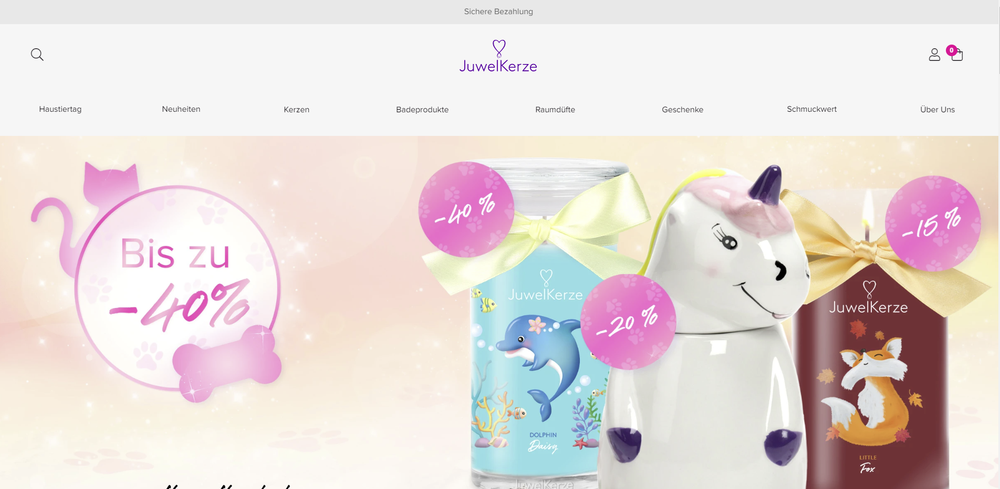 Sichere Bezahlung
JuwelKerze
0
Haustiertag
Neuheiten
Kerzen
Badeprodukte
Raumdüfte
Geschenke
Schmuckwert
Über Uns
Bis zu
-40%
-40 %
-20 %
-15 %
JuwelKerze
DOLPHIN
Daisy
JuwelKerze
JuwelKerze
LITTLE
Fox